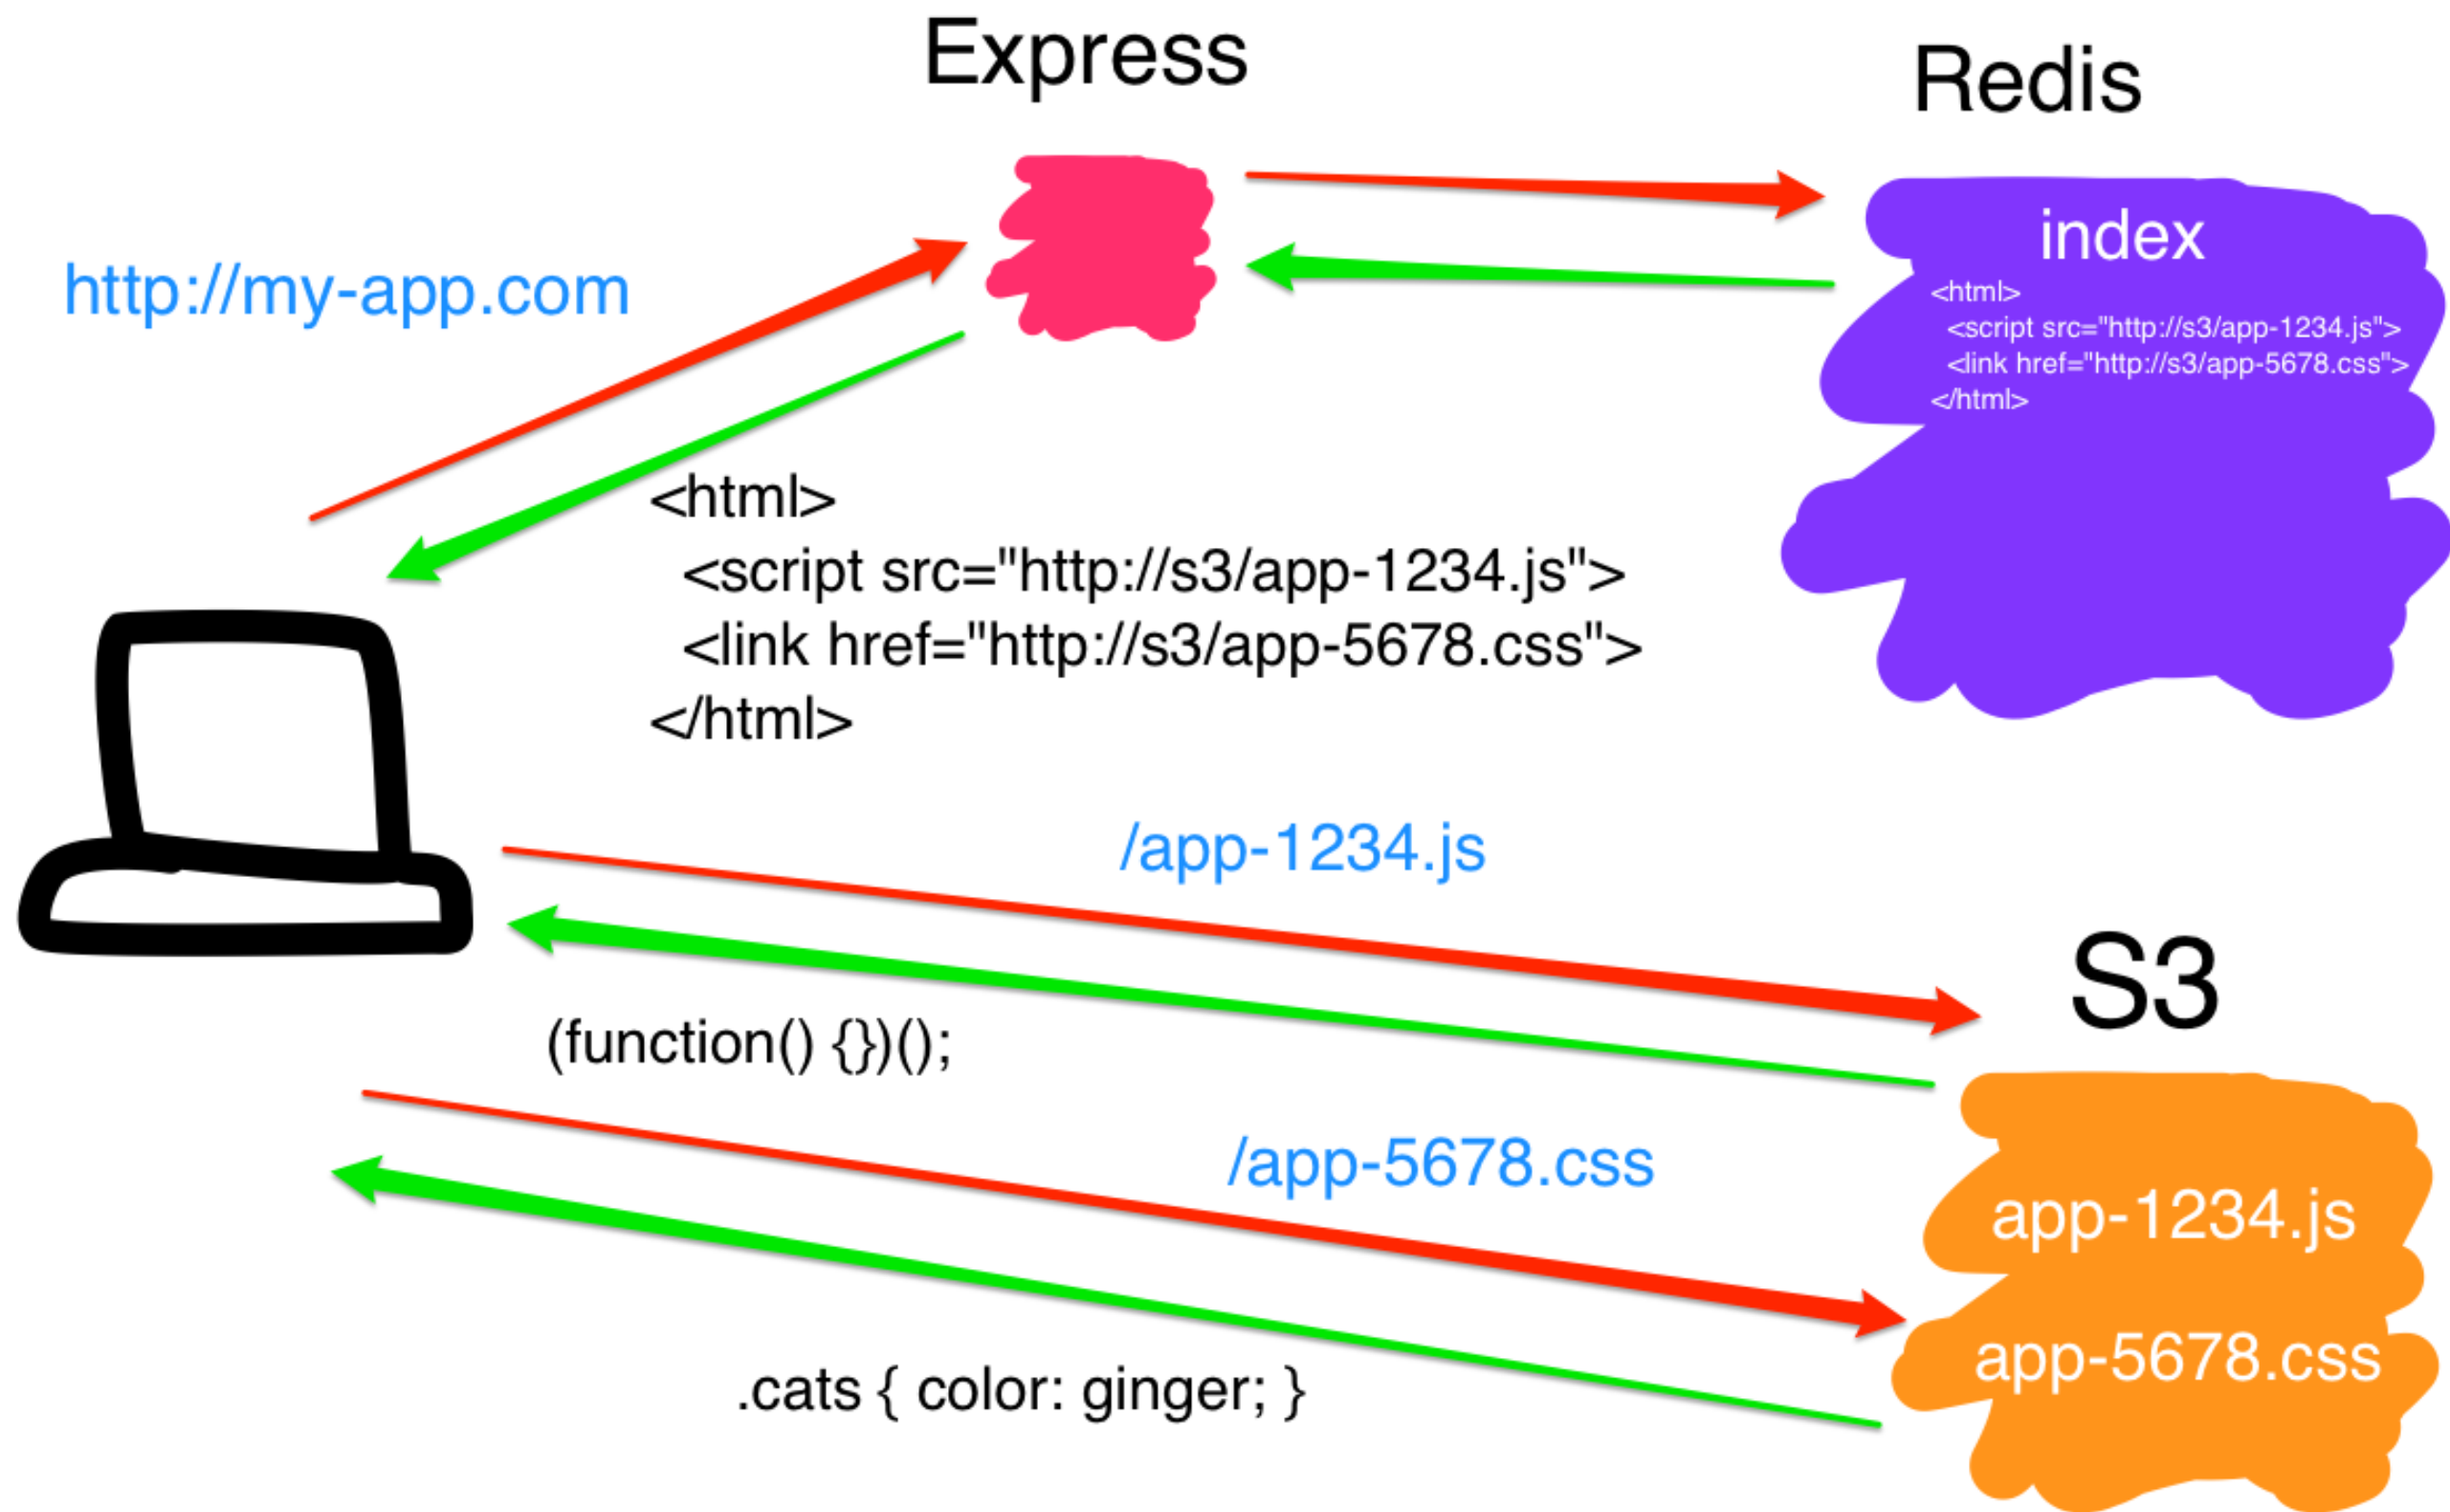 Express
Redis
http://my-app.com
index
<html>
<script src="http://s3/app-1234.js">
<link href="http://s3/app-5678.css">
</html>
<html>
<script src="http://s3/app-1234.js">
<link href="http://s3/app-5678.css">
</html>
/app-1234.js
S3
(function() {})();
/app-5678.css
app-1234.js
app-5678.css
.cats { color: ginger; }